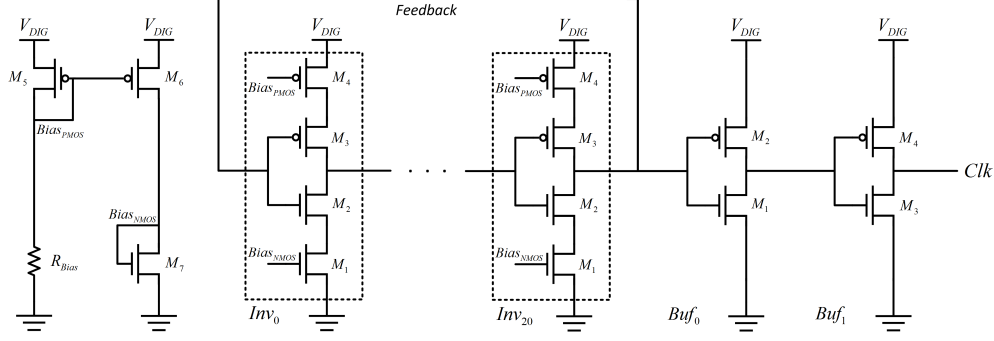 Feedback
V_DIG V_DIG V_DIG V_DIG V_DIG V_DIG
M_5 M_6 Bias_PMOS M_4 Bias_PMOS M_4
Bias_PMOS M_3 M_3 M_2 M_4
Clk
Bias_NMOS M_2 M_2 M_1 M_3
R_Bias M_7 Bias_NMOS M_1 Bias_NMOS M_1
Inv_0 Inv_20 Buf_0 Buf_1